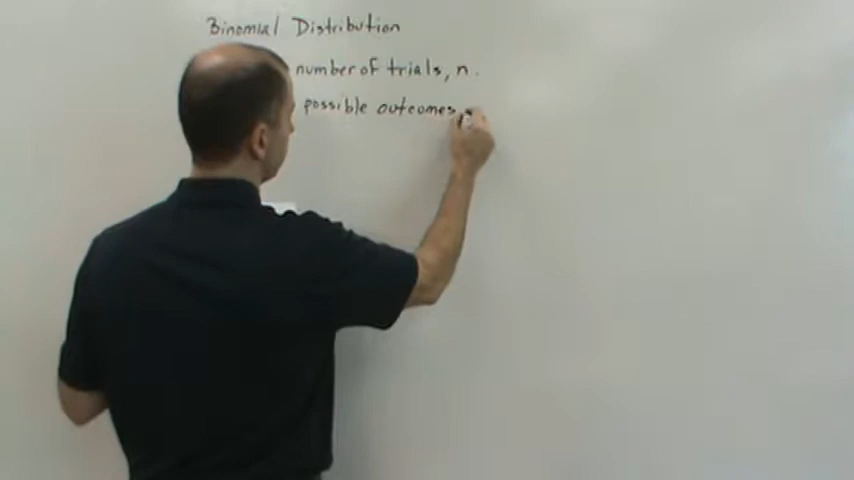 Binomial Distribution
number of trials, n.
possible outcomes